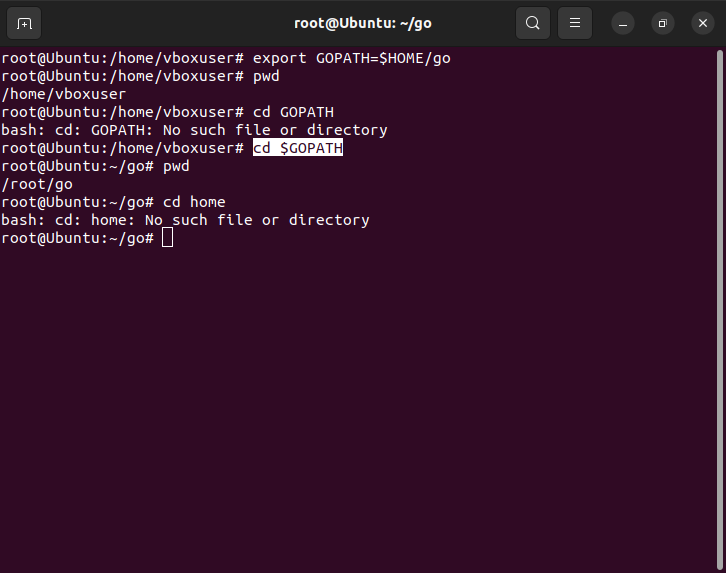 root@Ubuntu: ~/go
root@Ubuntu:/home/vboxuser# export GOPATH=$HOME/go
root@Ubuntu:/home/vboxuser# pwd
/home/vboxuser
root@Ubuntu:/home/vboxuser# cd GOPATH
bash: cd: GOPATH: No such file or directory
root@Ubuntu:/home/vboxuser# cd $GOPATH
root@Ubuntu:~/go# pwd
/root/go
root@Ubuntu:~/go# cd home
bash: cd: home: No such file or directory
root@Ubuntu:~/go#